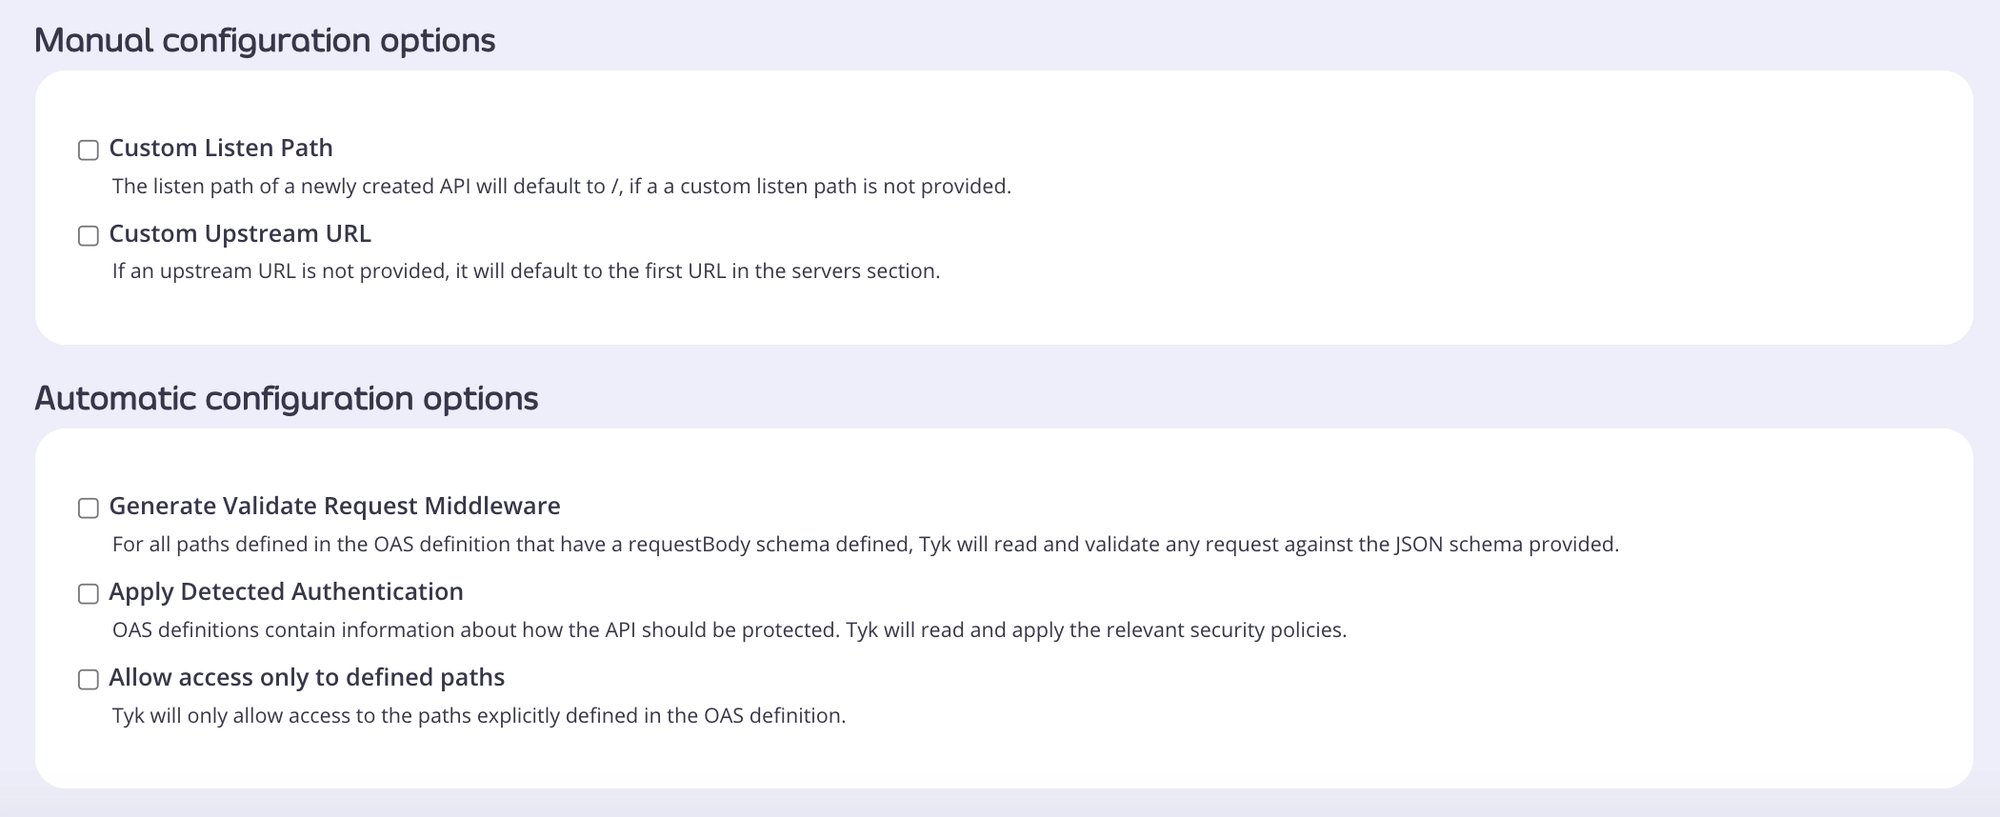 Manual configuration options
Custom Listen Path
The listen path of a newly created API will default to /, if a a custom listen path is not provided.
Custom Upstream URL
If an upstream URL is not provided, it will default to the first URL in the servers section.
Automatic configuration options
Generate Validate Request Middleware
For all paths defined in the OAS definition that have a requestBody schema defined, Tyk will read and validate any request against the JSON schema provided.
Apply Detected Authentication
OAS definitions contain information about how the API should be protected. Tyk will read and apply the relevant security policies.
Allow access only to defined paths
Tyk will only allow access to the paths explicitly defined in the OAS definition.